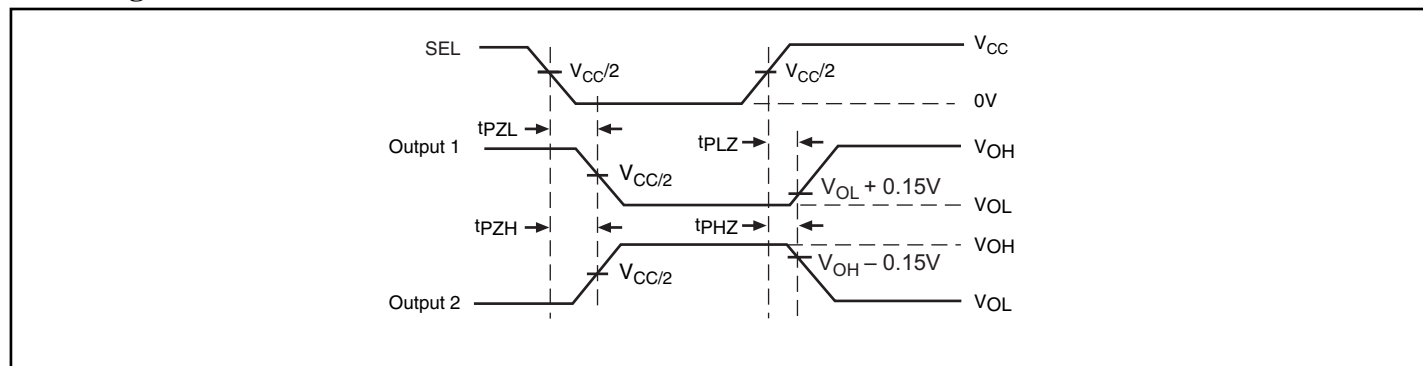 SEL
VCC/2
VCC/2
VCC
0V
tPZL
tPLZ
Output 1
VOH
VCC/2
VOL + 0.15V
VOL
tPZH
tPHZ
VOH
VOH – 0.15V
VCC/2
Output 2
VOL